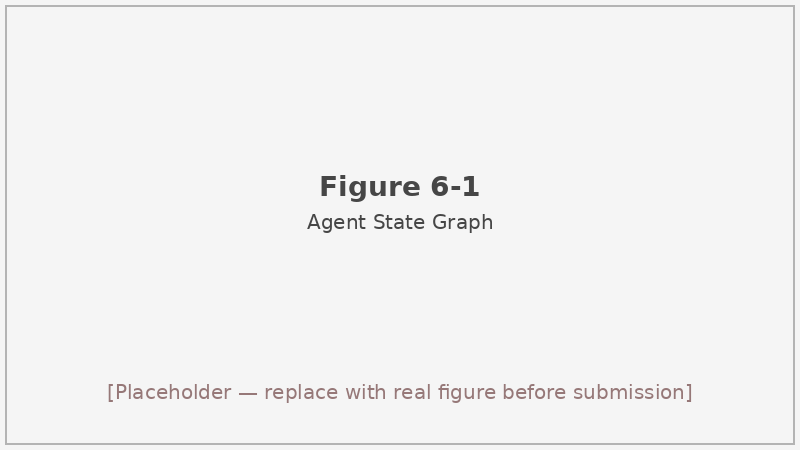 Figure 6-1
Agent State Graph
[Placeholder — replace with real figure before submission]